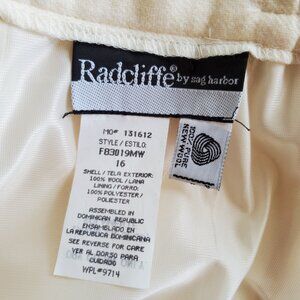 Radcliffe® by sag harbor
MO# 131612
STYLE/ESTILO:
FB3019MW
16
SHELL/TELA EXTERIOR:
100% WOOL/LANA
LINING/FORRO:
100% POLYESTER/
POLIESTER
ASSEMBLED IN
DOMINICAN REPUBLIC
ENSAMBLADO EN
LA REPUBLICA DOMINICANA
SEE REVERSE FOR CARE
VER AL DORSO PARA
CUIDADO
WPL#9714
100% PURE
NEW WOOL